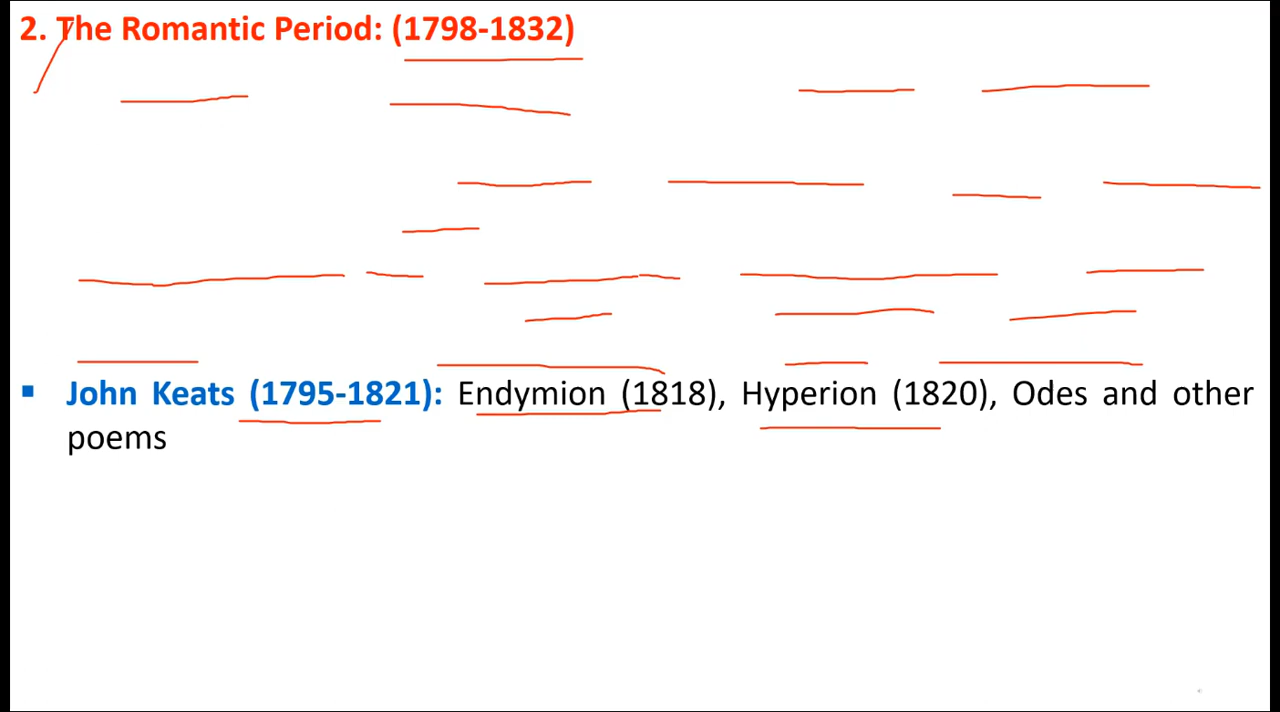 2. The Romantic Period: (1798-1832)
▪ John Keats (1795-1821): Endymion (1818), Hyperion (1820), Odes and other
poems